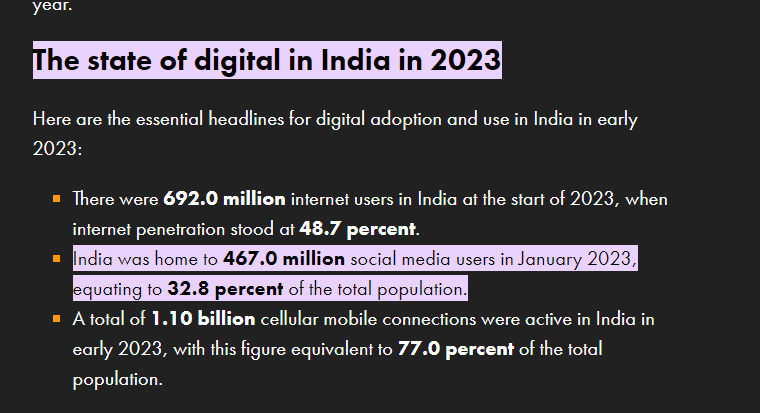 year.
The state of digital in India in 2023
Here are the essential headlines for digital adoption and use in India in early
2023:
There were 692.0 million internet users in India at the start of 2023, when
internet penetration stood at 48.7 percent.
India was home to 467.0 million social media users in January 2023,
equating to 32.8 percent of the total population.
A total of 1.10 billion cellular mobile connections were active in India in
early 2023, with this figure equivalent to 77.0 percent of the total
population.